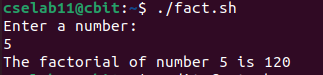 cselab11@cbit:~$ ./fact.sh
Enter a number:
5
The factorial of number 5 is 120